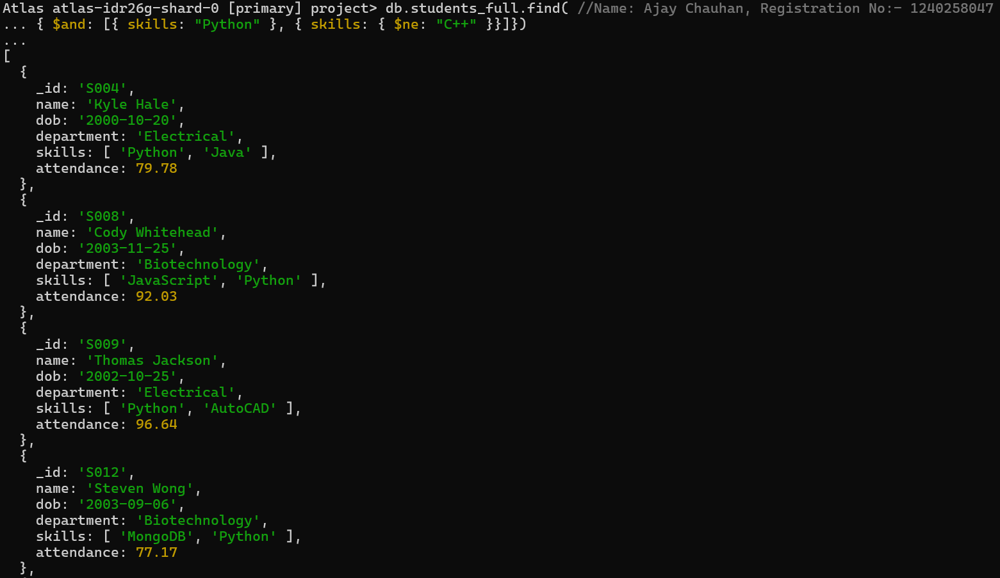 Atlas atlas-idr26g-shard-0 [primary] project> db.students_full.find( //Name: Ajay Chauhan, Registration No:- 1240258047
... { $and: [{ skills: "Python" }, { skills: { $ne: "C++" }}]})
...
[
  {
    _id: 'S004',
    name: 'Kyle Hale',
    dob: '2000-10-20',
    department: 'Electrical',
    skills: [ 'Python', 'Java' ],
    attendance: 79.78
  },
  {
    _id: 'S008',
    name: 'Cody Whitehead',
    dob: '2003-11-25',
    department: 'Biotechnology',
    skills: [ 'JavaScript', 'Python' ],
    attendance: 92.03
  },
  {
    _id: 'S009',
    name: 'Thomas Jackson',
    dob: '2002-10-25',
    department: 'Electrical',
    skills: [ 'Python', 'AutoCAD' ],
    attendance: 96.64
  },
  {
    _id: 'S012',
    name: 'Steven Wong',
    dob: '2003-09-06',
    department: 'Biotechnology',
    skills: [ 'MongoDB', 'Python' ],
    attendance: 77.17
  },